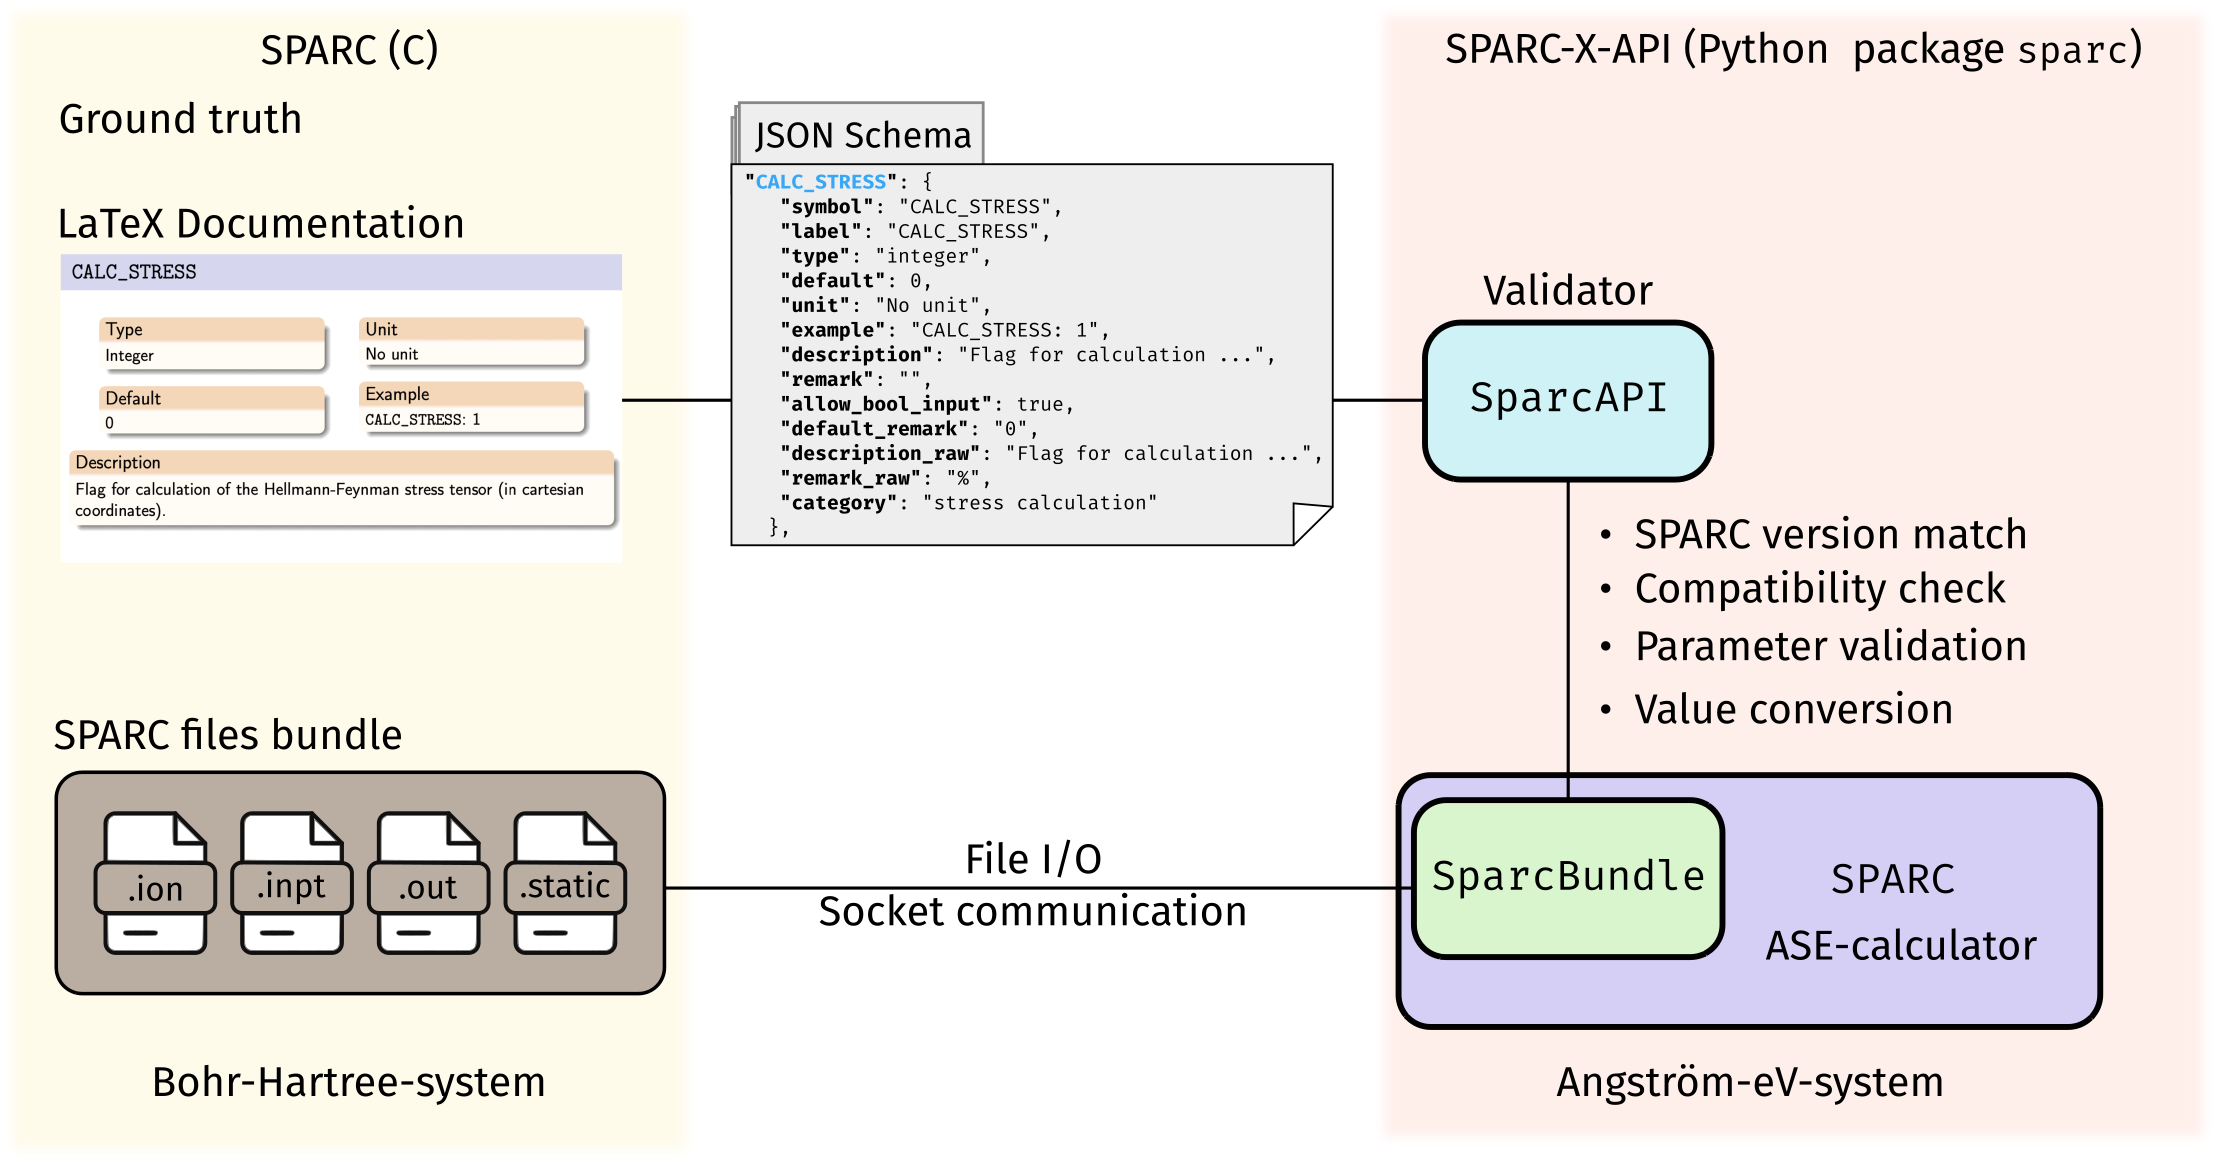 SPARC (C)
Ground truth
LaTeX Documentation
CALC_STRESS
Type
Integer
Unit
No unit
Default
0
Example
CALC_STRESS: 1
Description
Flag for calculation of the Hellmann-Feynman stress tensor (in cartesian
coordinates).
SPARC files bundle
.ion
.inpt
.out
.static
Bohr-Hartree-system
JSON Schema
"CALC_STRESS": {
"symbol": "CALC_STRESS",
"label": "CALC_STRESS",
"type": "integer",
"default": 0,
"unit": "No unit",
"example": "CALC_STRESS: 1",
"description": "Flag for calculation ...",
"remark": "",
"allow_bool_input": true,
"default_remark": "0",
"description_raw": "Flag for calculation ...",
"remark_raw": "%",
"category": "stress calculation"
},
File I/O
Socket communication
SPARC-X-API (Python package sparc)
Validator
SparcAPI
• SPARC version match
• Compatibility check
• Parameter validation
• Value conversion
SparcBundle
SPARC
ASE-calculator
Angström-eV-system